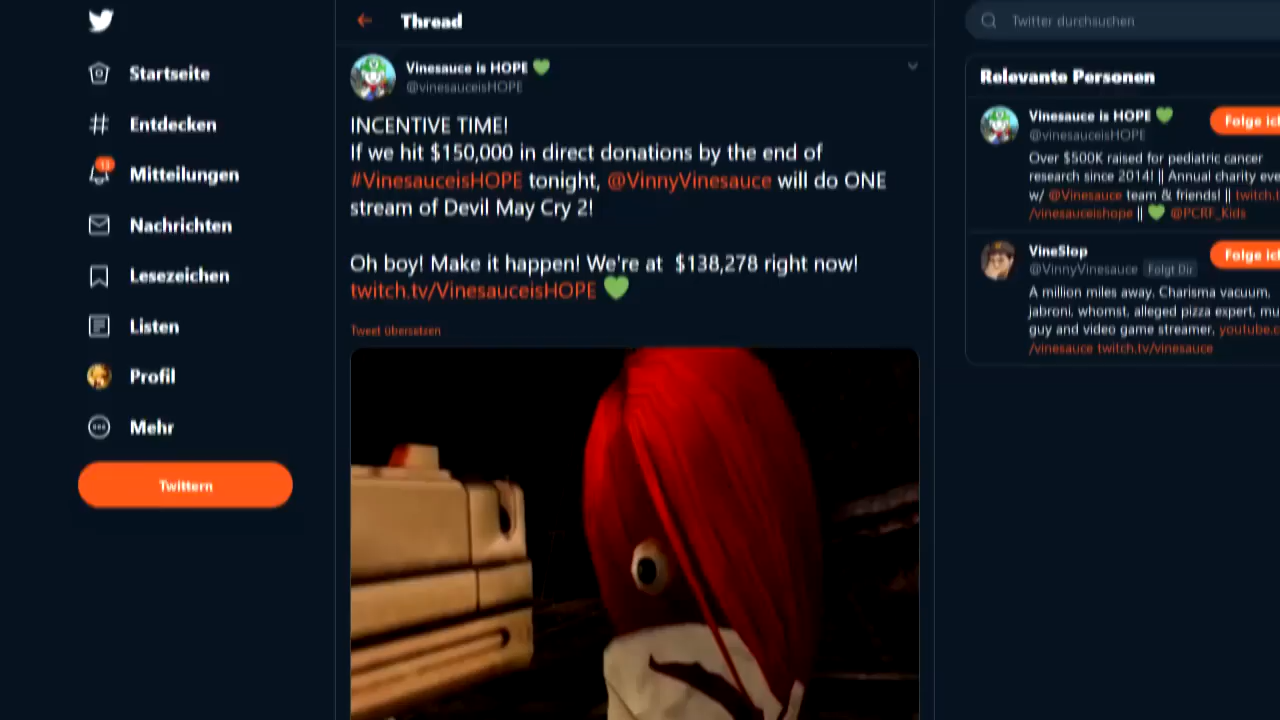 Startseite
Entdecken
11
Mitteilungen
Nachrichten
Lesezeichen
Listen
Profil
Mehr
Twittern
Thread
Vinesauce is HOPE 💚
@vinesauceisHOPE
INCENTIVE TIME!
If we hit $150,000 in direct donations by the end of
#VinesauceisHOPE tonight, @VinnyVinesauce will do ONE
stream of Devil May Cry 2!
Oh boy! Make it happen! We're at $138,278 right now!
twitch.tv/VinesauceisHOPE 💚
Tweet übersetzen
Twitter durchsuchen
Relevante Personen
Vinesauce is HOPE 💚
@vinesauceisHOPE
Folge ich
Over $500K raised for pediatric cancer
research since 2014! || Annual charity eve
w/ @Vinesauce team & friends! || twitch.t
/vinesauceishope || 💚 @PCRF_Kids
VineSlop
@VinnyVinesauce Folgt Dir
Folge ich
A million miles away. Charisma vacuum,
jabroni, whomst, alleged pizza expert, mu
guy and video game streamer. youtube.c
/vinesauce twitch.tv/vinesauce